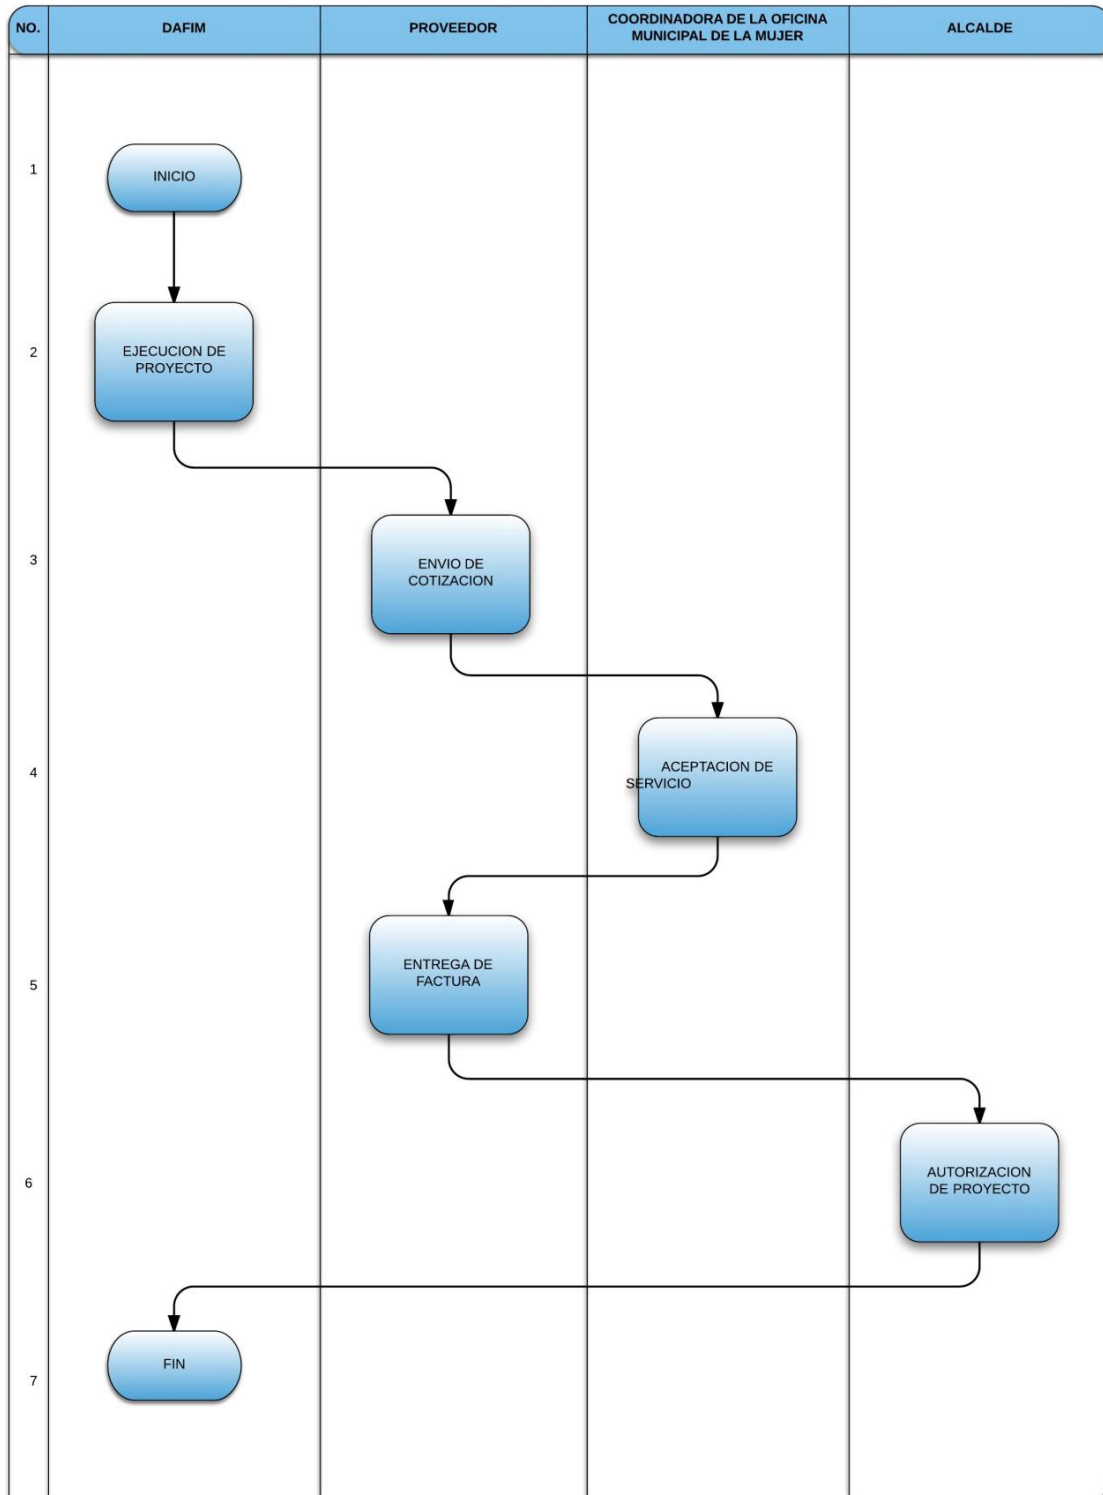 NO.
DAFIM
PROVEEDOR
COORDINADORA DE LA OFICINA
MUNICIPAL DE LA MUJER
ALCALDE
1
INICIO
2
EJECUCION DE
PROYECTO
3
ENVIO DE
COTIZACION
4
ACEPTACION DE
SERVICIO
5
ENTREGA DE
FACTURA
6
AUTORIZACION
DE PROYECTO
7
FIN